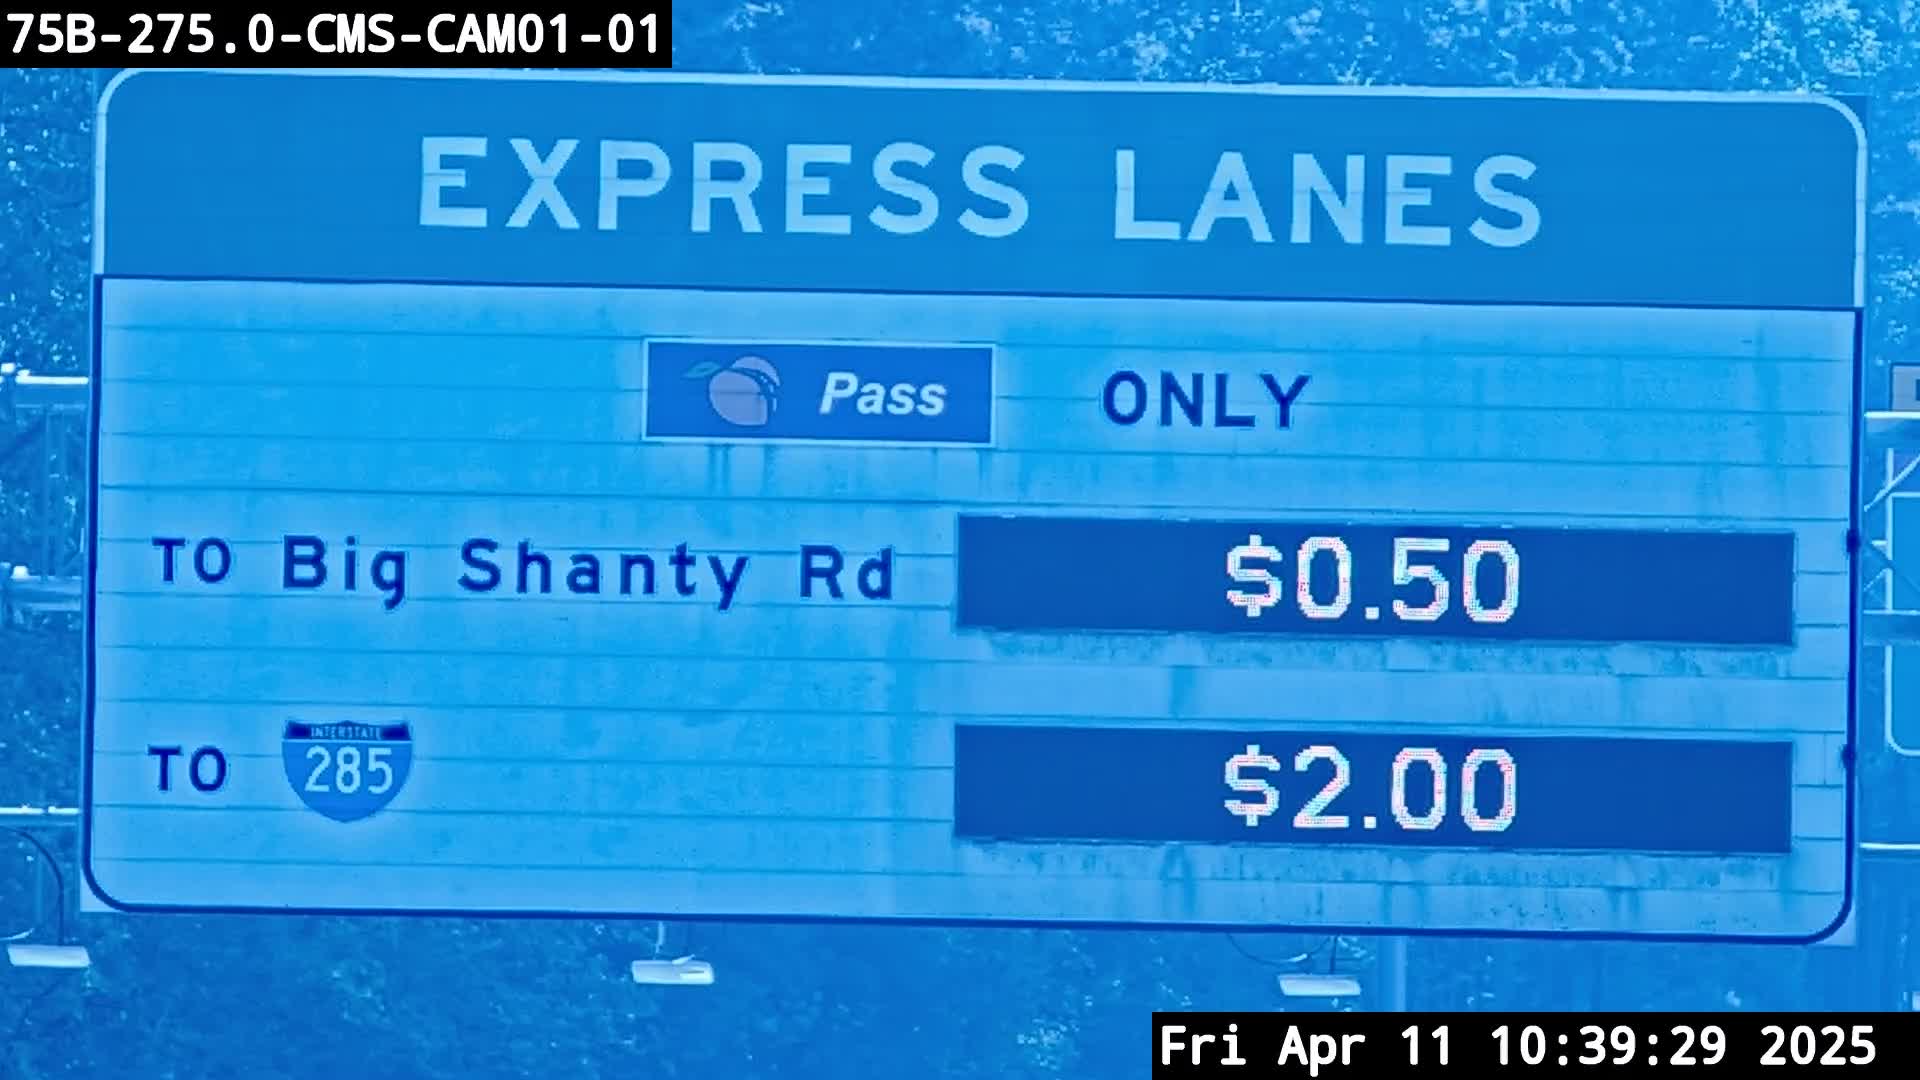 75B-275.0-CMS-CAM01-01
EXPRESS LANES
Pass ONLY
TO Big Shanty Rd $0.50
TO INTERSTATE 285 $2.00
Fri Apr 11 10:39:29 2025